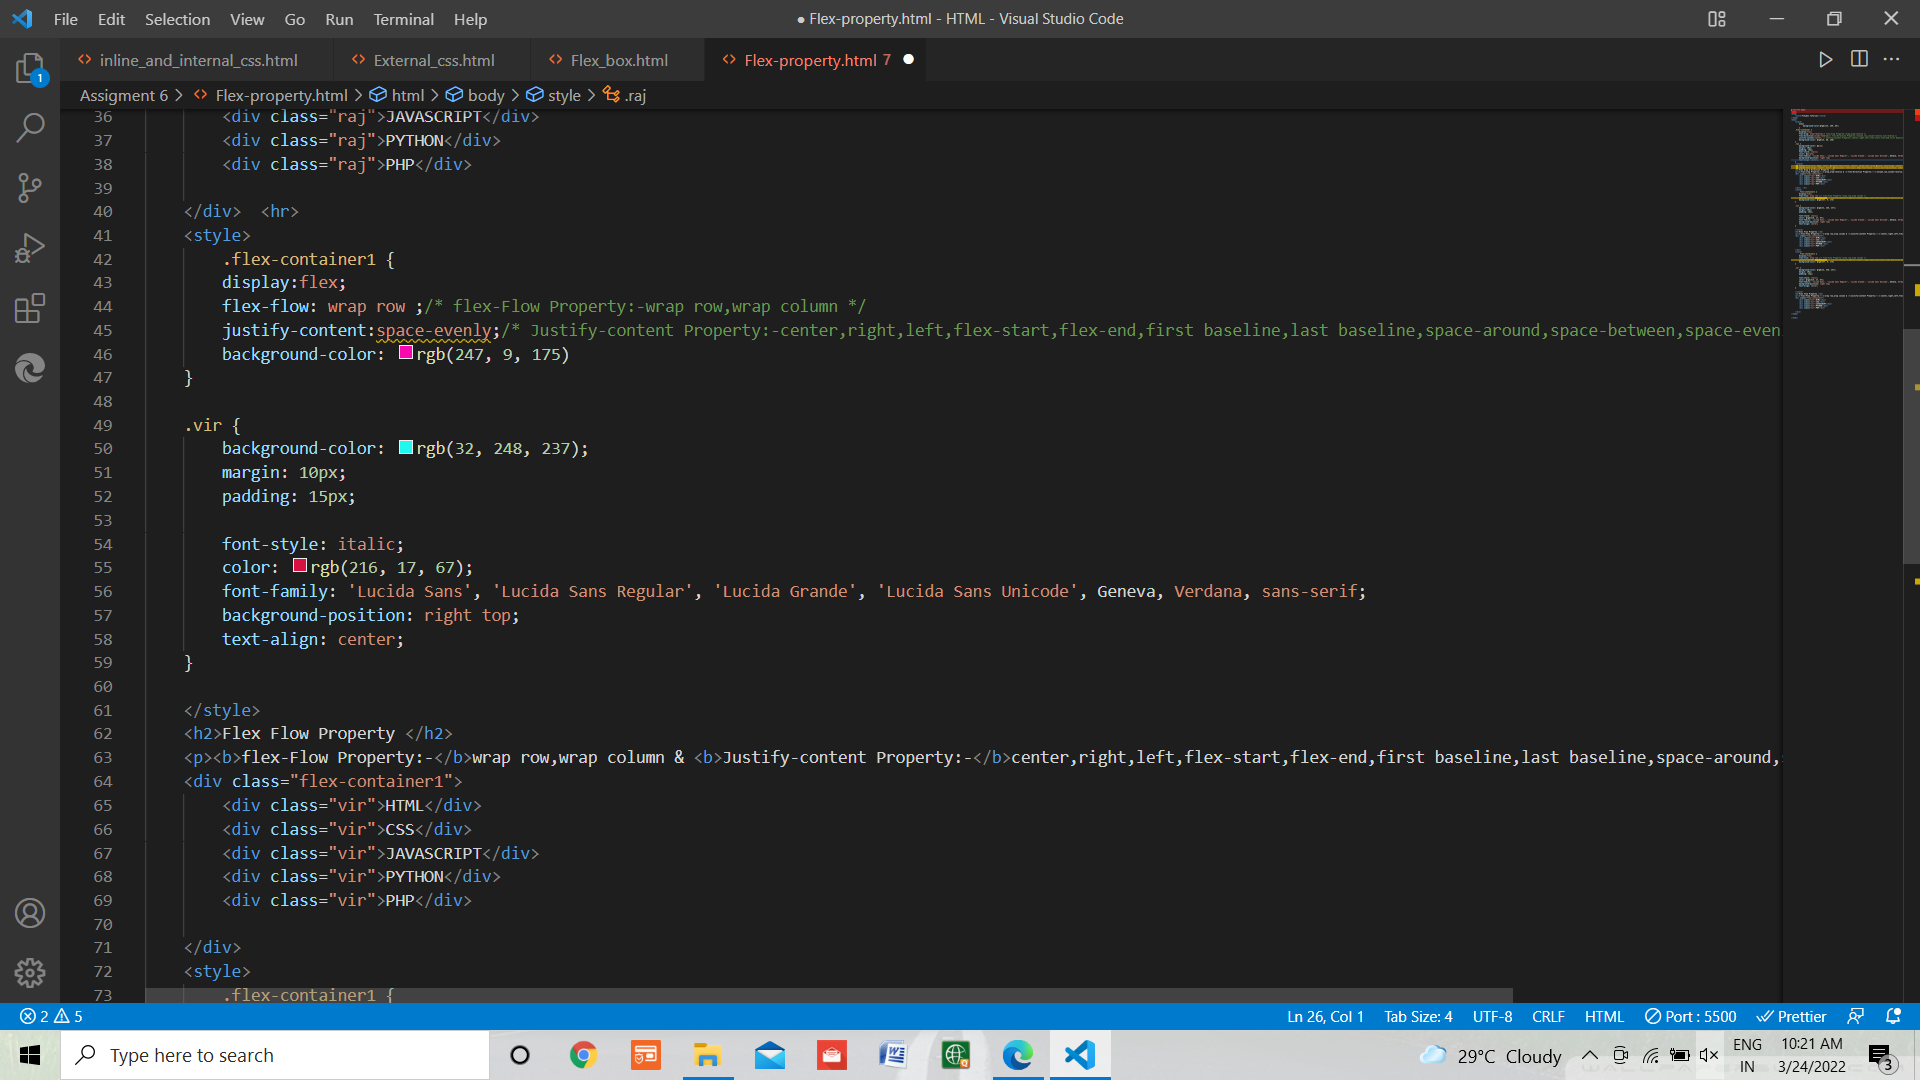 File Edit Selection View Go Run Terminal Help
● Flex-property.html - HTML - Visual Studio Code
1
<> inline_and_internal_css.html <> External_css.html <> Flex_box.html <> Flex-property.html 7 ●
Assigment 6 > <> Flex-property.html > html > body > style > .raj
36 <div class="raj">JAVASCRIPT</div>
37 <div class="raj">PYTHON</div>
38 <div class="raj">PHP</div>
39
40 </div> <hr>
41 <style>
42 .flex-container1 {
43 display:flex;
44 flex-flow: wrap row ;/* flex-Flow Property:-wrap row,wrap column */
45 justify-content:space-evenly;/* Justify-content Property:-center,right,left,flex-start,flex-end,first baseline,last baseline,space-around,space-between,space-even
46 background-color: rgb(247, 9, 175)
47 }
48
49 .vir {
50 background-color: rgb(32, 248, 237);
51 margin: 10px;
52 padding: 15px;
53
54 font-style: italic;
55 color: rgb(216, 17, 67);
56 font-family: 'Lucida Sans', 'Lucida Sans Regular', 'Lucida Grande', 'Lucida Sans Unicode', Geneva, Verdana, sans-serif;
57 background-position: right top;
58 text-align: center;
59 }
60
61 </style>
62 <h2>Flex Flow Property </h2>
63 <p><b>flex-Flow Property:-</b>wrap row,wrap column & <b>Justify-content Property:-</b>center,right,left,flex-start,flex-end,first baseline,last baseline,space-around,
64 <div class="flex-container1">
65 <div class="vir">HTML</div>
66 <div class="vir">CSS</div>
67 <div class="vir">JAVASCRIPT</div>
68 <div class="vir">PYTHON</div>
69 <div class="vir">PHP</div>
70
71 </div>
72 <style>
73 .flex-container1 {
2 5 Ln 26, Col 1 Tab Size: 4 UTF-8 CRLF HTML Port : 5500 Prettier
Type here to search
29°C Cloudy
ENG
IN
10:21 AM
3/24/2022
3